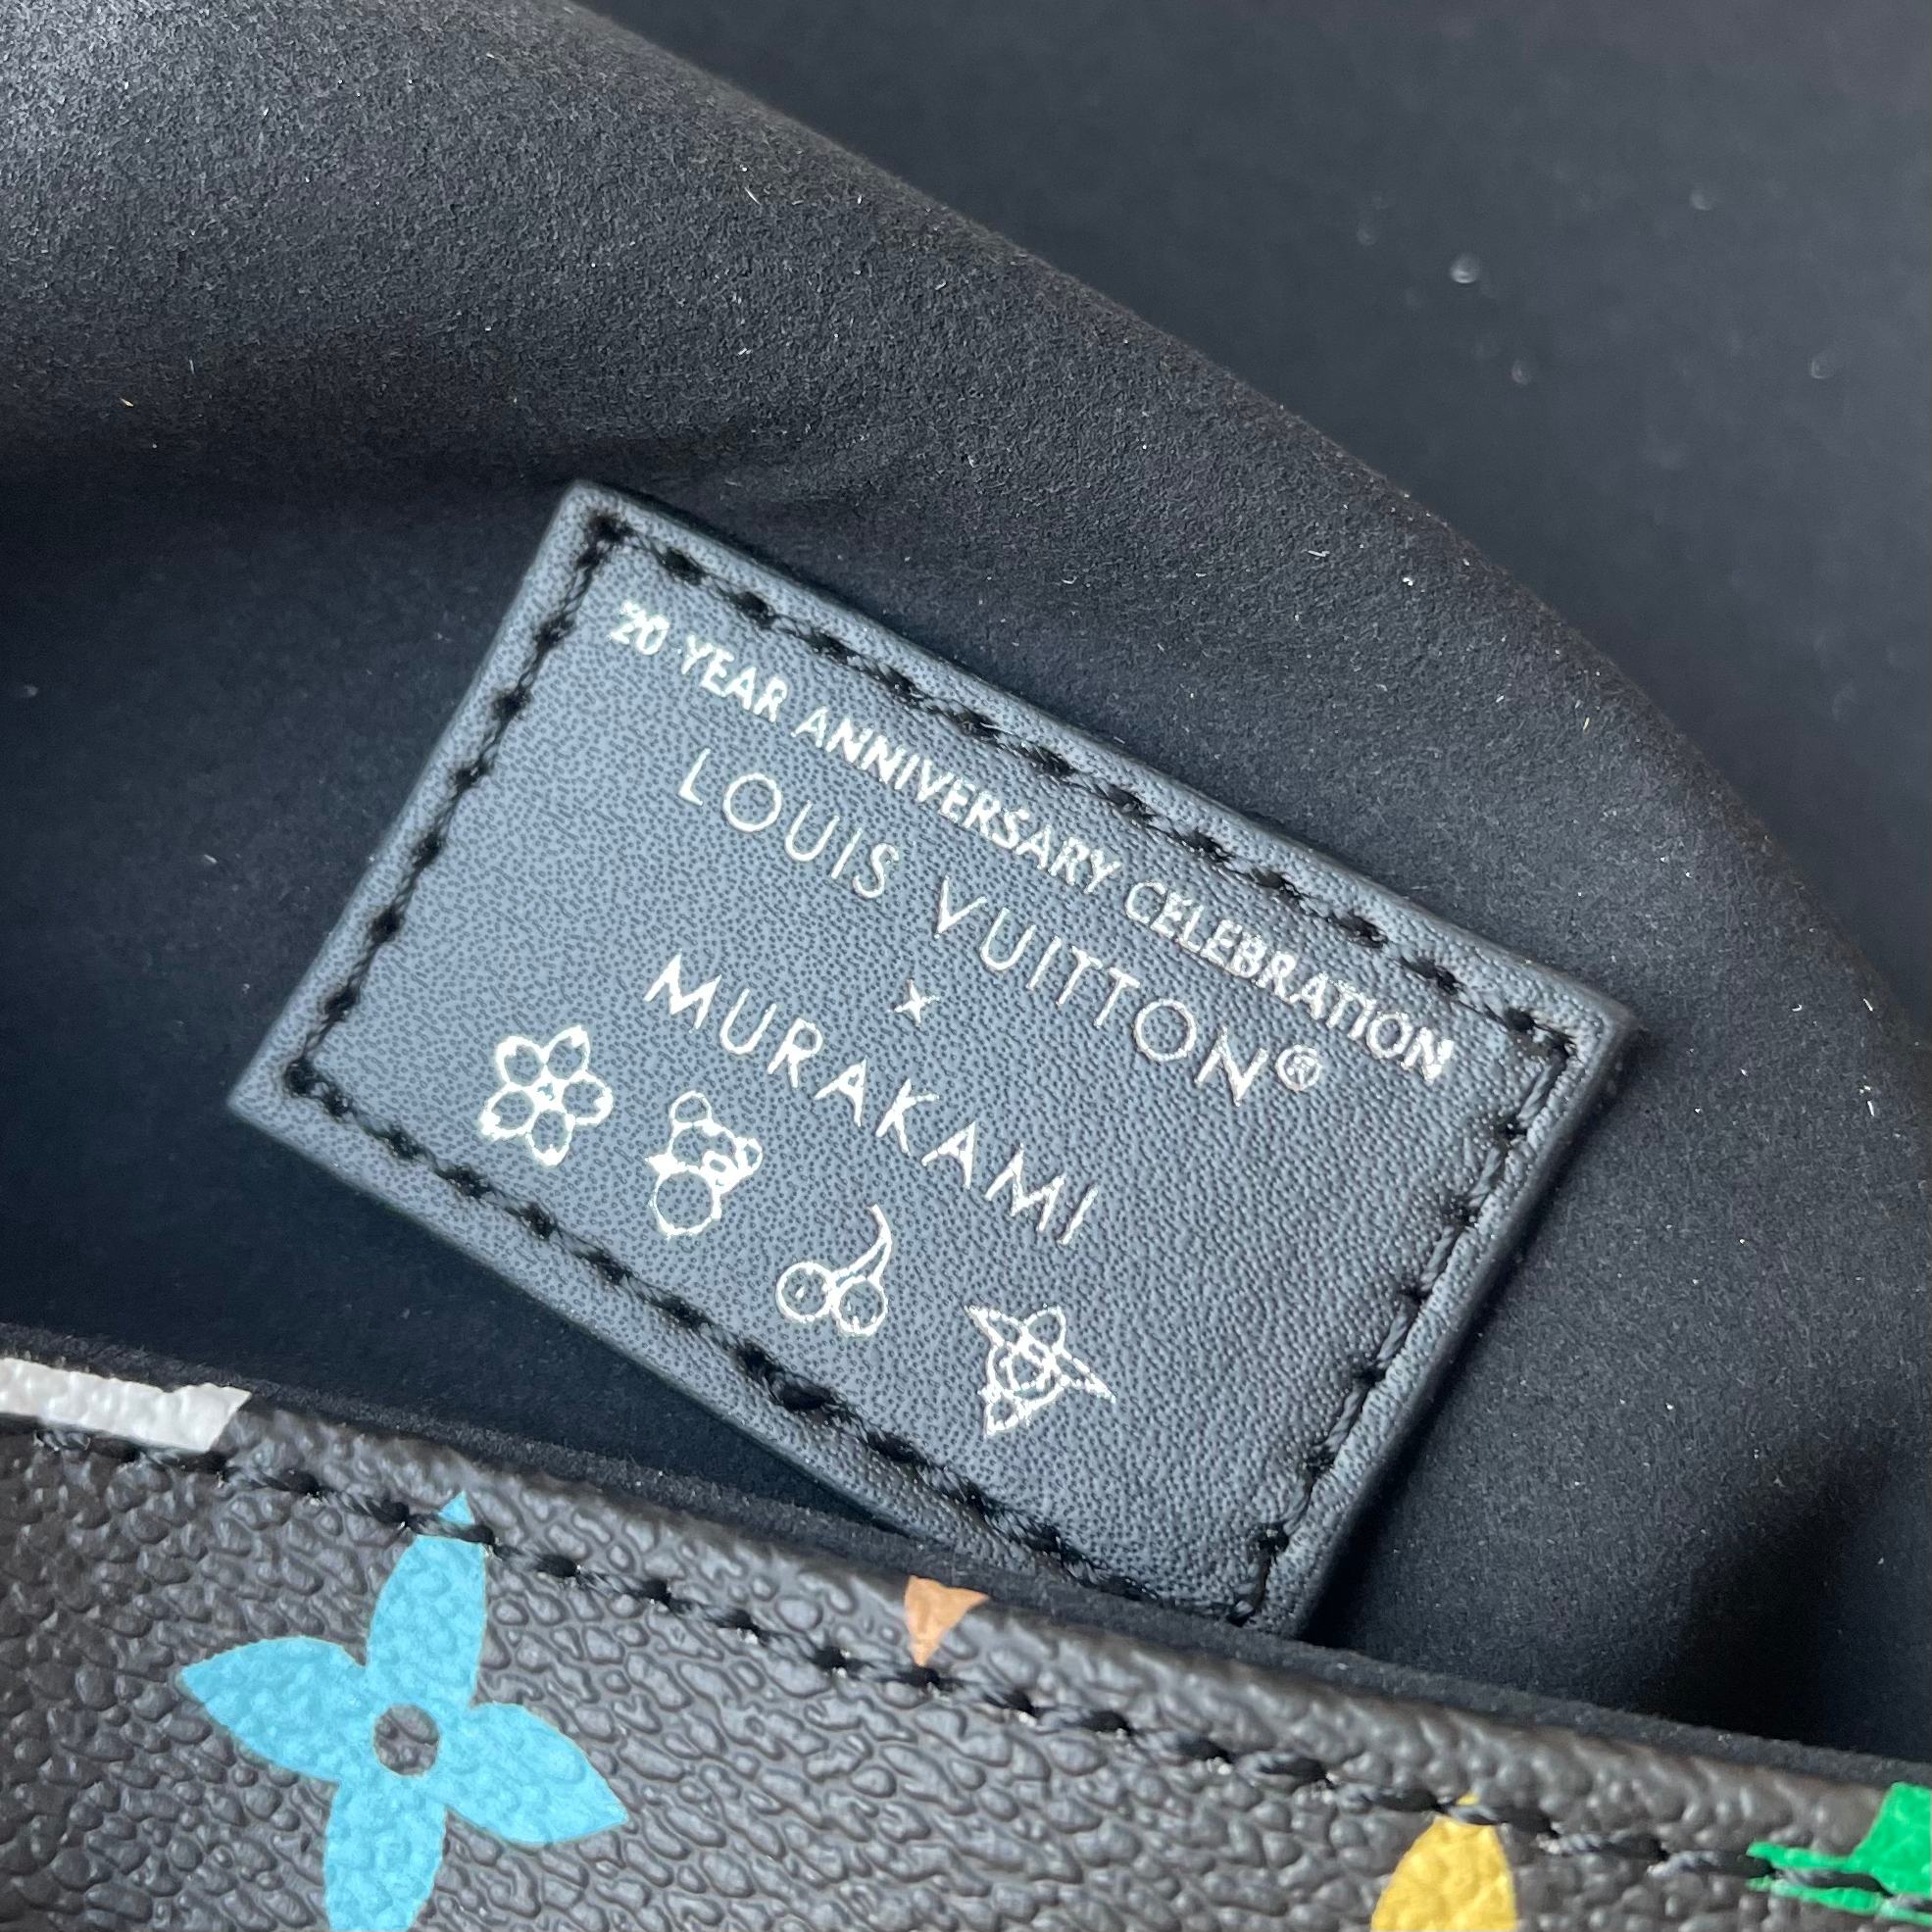 20 YEAR ANNIVERSARY CELEBRATION
LOUIS VUITTON®
x
MURAKAMI